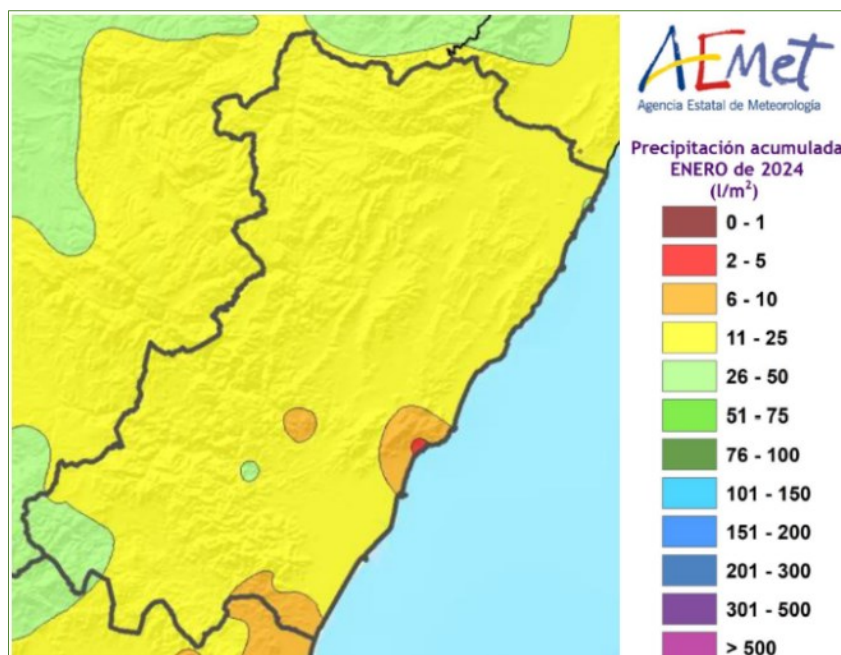 AEMet
Agencia Estatal de Meteorología
Precipitación acumulada
ENERO de 2024
(l/m²)
0 - 1
2 - 5
6 - 10
11 - 25
26 - 50
51 - 75
76 - 100
101 - 150
151 - 200
201 - 300
301 - 500
> 500